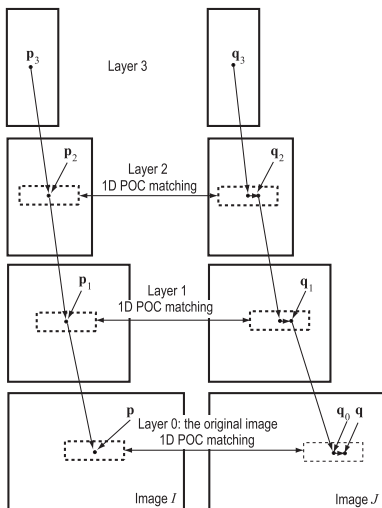 p3
Layer 3
q3
p2
Layer 2
1D POC matching
q2
p1
Layer 1
1D POC matching
q1
p
Layer 0: the original image
1D POC matching
q0 q
Image I
Image J